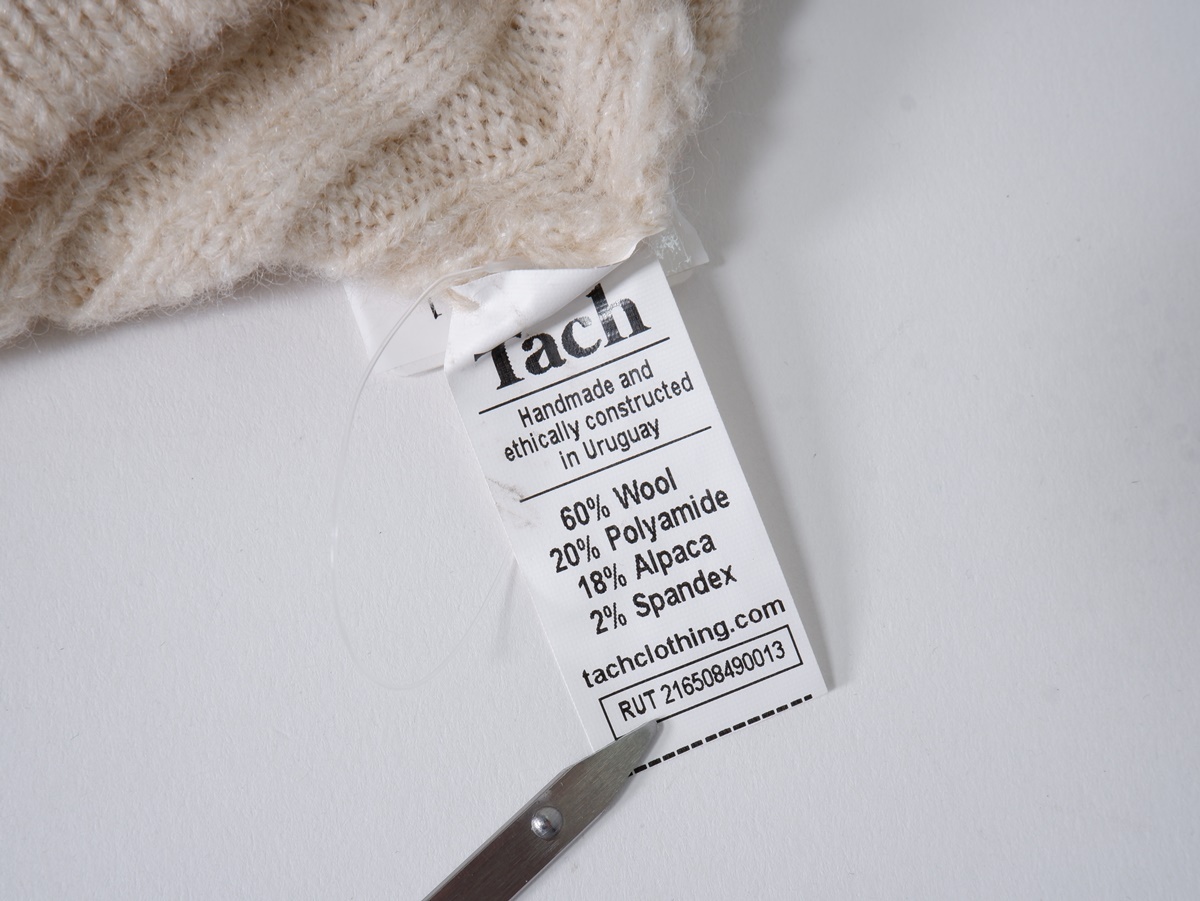 Tach
Handmade and
ethically constructed
in Uruguay
60% Wool
20% Polyamide
18% Alpaca
2% Spandex
tachclothing.com
RUT 216508490013